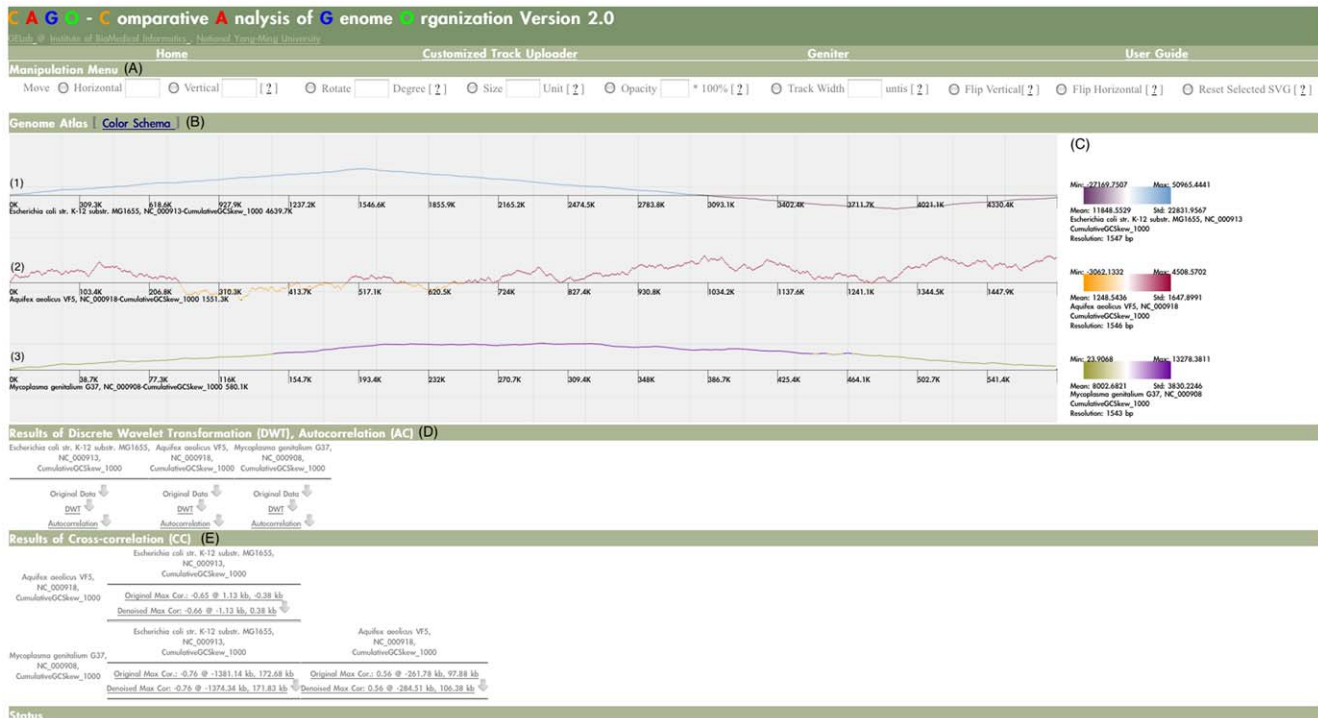 C A G O - C omparative A nalysis of G enome O rganization Version 2.0
GELab @ Institute of BioMedical Informatics , National Yang-Ming University
Home Customized Track Uploader Geniter User Guide
Manipulation Menu (A)
Move Horizontal Vertical [ ? ] Rotate Degree [ ? ] Size Unit [ ? ] Opacity * 100% [ ? ] Track Width untis [ ? ] Flip Vertical[ ? ] Flip Horizontal [ ? ] Reset Selected SVG [ ? ]
Genome Atlas | Color Schema | (B)
(1)
0K 309.3K 618.6K 927.9K 1237.2K 1546.6K 1855.9K 2165.2K 2474.5K 2783.8K 3093.1K 3402.4K 3711.7K 4021.1K 4330.4K
Escherichia coli str. K-12 substr. MG1655, NC_000913-CumulativeGCSkew_1000 4639.7K
(2)
0K 103.4K 206.8K 310.3K 413.7K 517.1K 620.5K 724K 827.4K 930.8K 1034.2K 1137.6K 1241.1K 1344.5K 1447.9K
Aquifex aeolicus VF5, NC_000918-CumulativeGCSkew_1000 1551.3K
(3)
0K 38.7K 77.3K 116K 154.7K 193.4K 232K 270.7K 309.4K 348K 386.7K 425.4K 464.1K 502.7K 541.4K
Mycoplasma genitalium G37, NC_000908-CumulativeGCSkew_1000 580.1K
(C)
Min: -27169.7507 Max: 50965.4441
Mean: 11848.5529 Std: 22831.9567
Escherichia coli str. K-12 substr. MG1655, NC_000913
CumulativeGCSkew_1000
Resolution: 1547 bp
Min: -3062.1332 Max: 4508.5702
Mean: 1248.5436 Std: 1647.8991
Aquifex aeolicus VF5, NC_000918
CumulativeGCSkew_1000
Resolution: 1546 bp
Min: 23.9068 Max: 13278.3811
Mean: 8002.6821 Std: 3830.2246
Mycoplasma genitalium G37, NC_000908
CumulativeGCSkew_1000
Resolution: 1543 bp
Results of Discrete Wavelet Transformation (DWT), Autocorrelation (AC) (D)
Escherichia coli str. K-12 substr. MG1655, Aquifex aeolicus VF5, Mycoplasma genitalium G37,
NC_000913, NC_000918, NC_000908,
CumulativeGCSkew_1000 CumulativeGCSkew_1000 CumulativeGCSkew_1000
Original Data Original Data Original Data
DWT DWT DWT
Autocorrelation Autocorrelation Autocorrelation
Results of Cross-correlation (CC) (E)
Escherichia coli str. K-12 substr. MG1655,
NC_000913,
CumulativeGCSkew_1000
Aquifex aeolicus VF5,
NC_000918,
CumulativeGCSkew_1000
Original Max Cor.: -0.65 @ 1.13 kb, -0.38 kb
Denoised Max Cor: -0.66 @ -1.13 kb, 0.38 kb
Escherichia coli str. K-12 substr. MG1655,
NC_000913,
CumulativeGCSkew_1000
Aquifex aeolicus VF5,
NC_000918,
CumulativeGCSkew_1000
Mycoplasma genitalium G37,
NC_000908,
CumulativeGCSkew_1000
Original Max Cor.: -0.76 @ -1381.14 kb, 172.68 kb Original Max Cor.: 0.56 @ -261.78 kb, 97.88 kb
Denoised Max Cor: -0.76 @ -1374.34 kb, 171.83 kb Denoised Max Cor: 0.56 @ -284.51 kb, 106.38 kb
Status